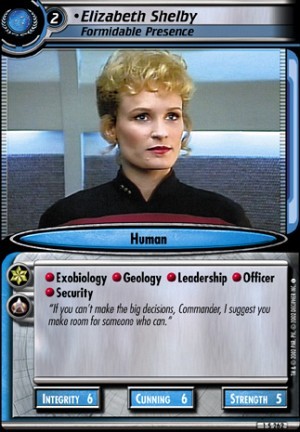 2
•Elizabeth Shelby
Formidable Presence
Human
Exobiology Geology Leadership Officer
Security
"If you can't make the big decisions, Commander, I suggest you
make room for someone who can."
INTEGRITY 6 CUNNING 6 STRENGTH 5